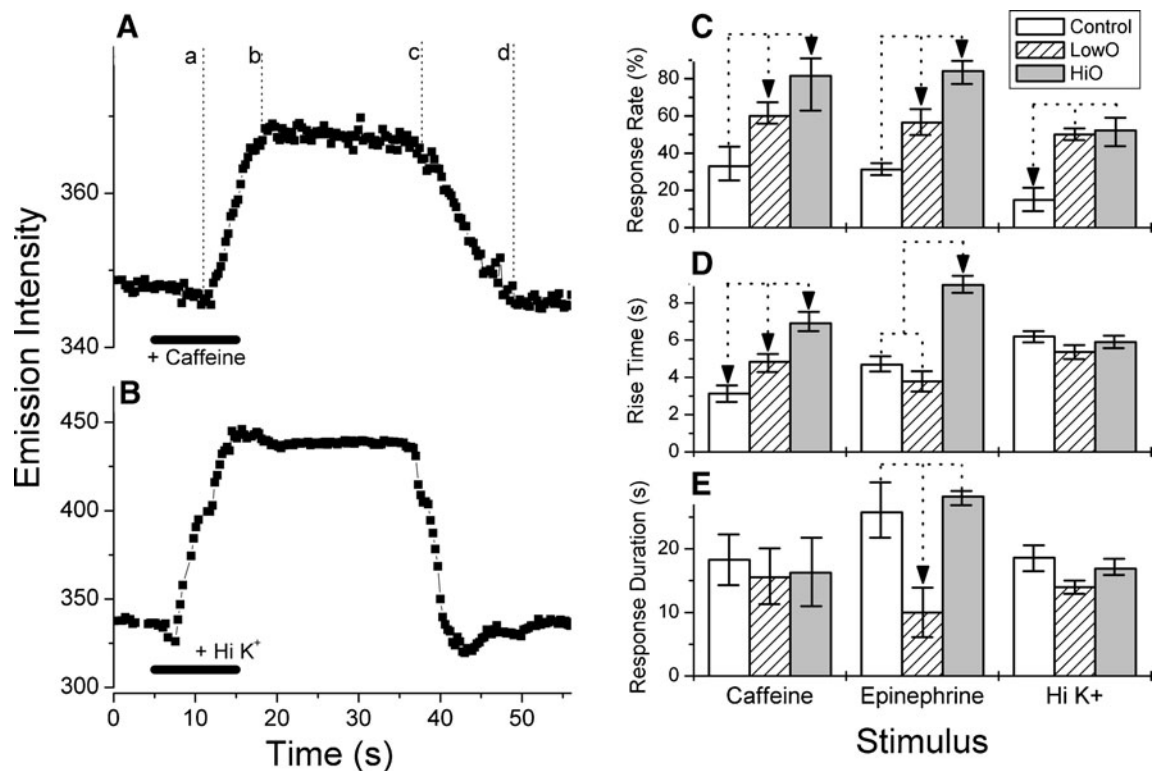 A
a
b
c
d
360
340
+ Caffeine
B
450
400
350
300
+ Hi K+
0
10
20
30
40
50
Emission Intensity
Time (s)
C
Control
LowO
HiO
Response Rate (%)
80
60
40
20
0
D
Rise Time (s)
8
6
4
2
0
E
Response Duration (s)
20
10
0
Caffeine
Epinephrine
Hi K+
Stimulus